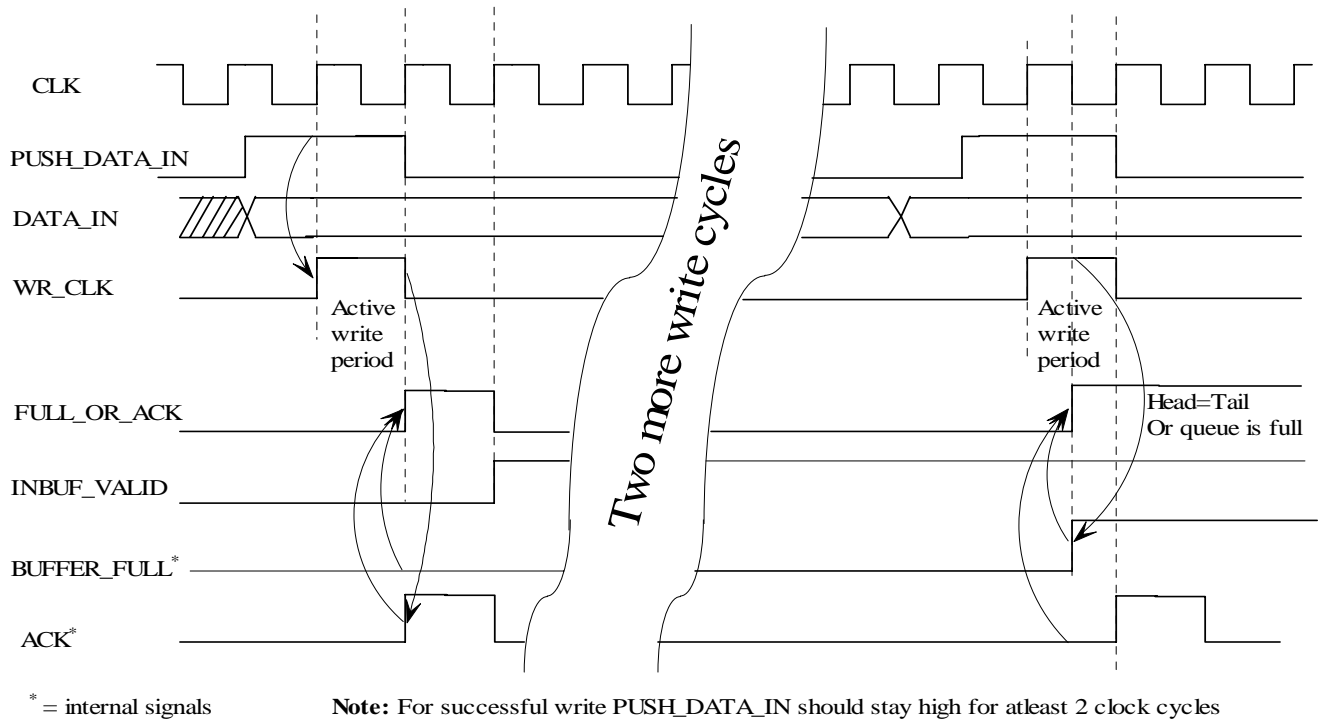 CLK
PUSH_DATA_IN
DATA_IN
WR_CLK
Active
write
period
Active
write
period
Two more write cycles
FULL_OR_ACK
Head=Tail
Or queue is full
INBUF_VALID
BUFFER_FULL*
ACK*
* = internal signals
Note: For successful write PUSH_DATA_IN should stay high for atleast 2 clock cycles